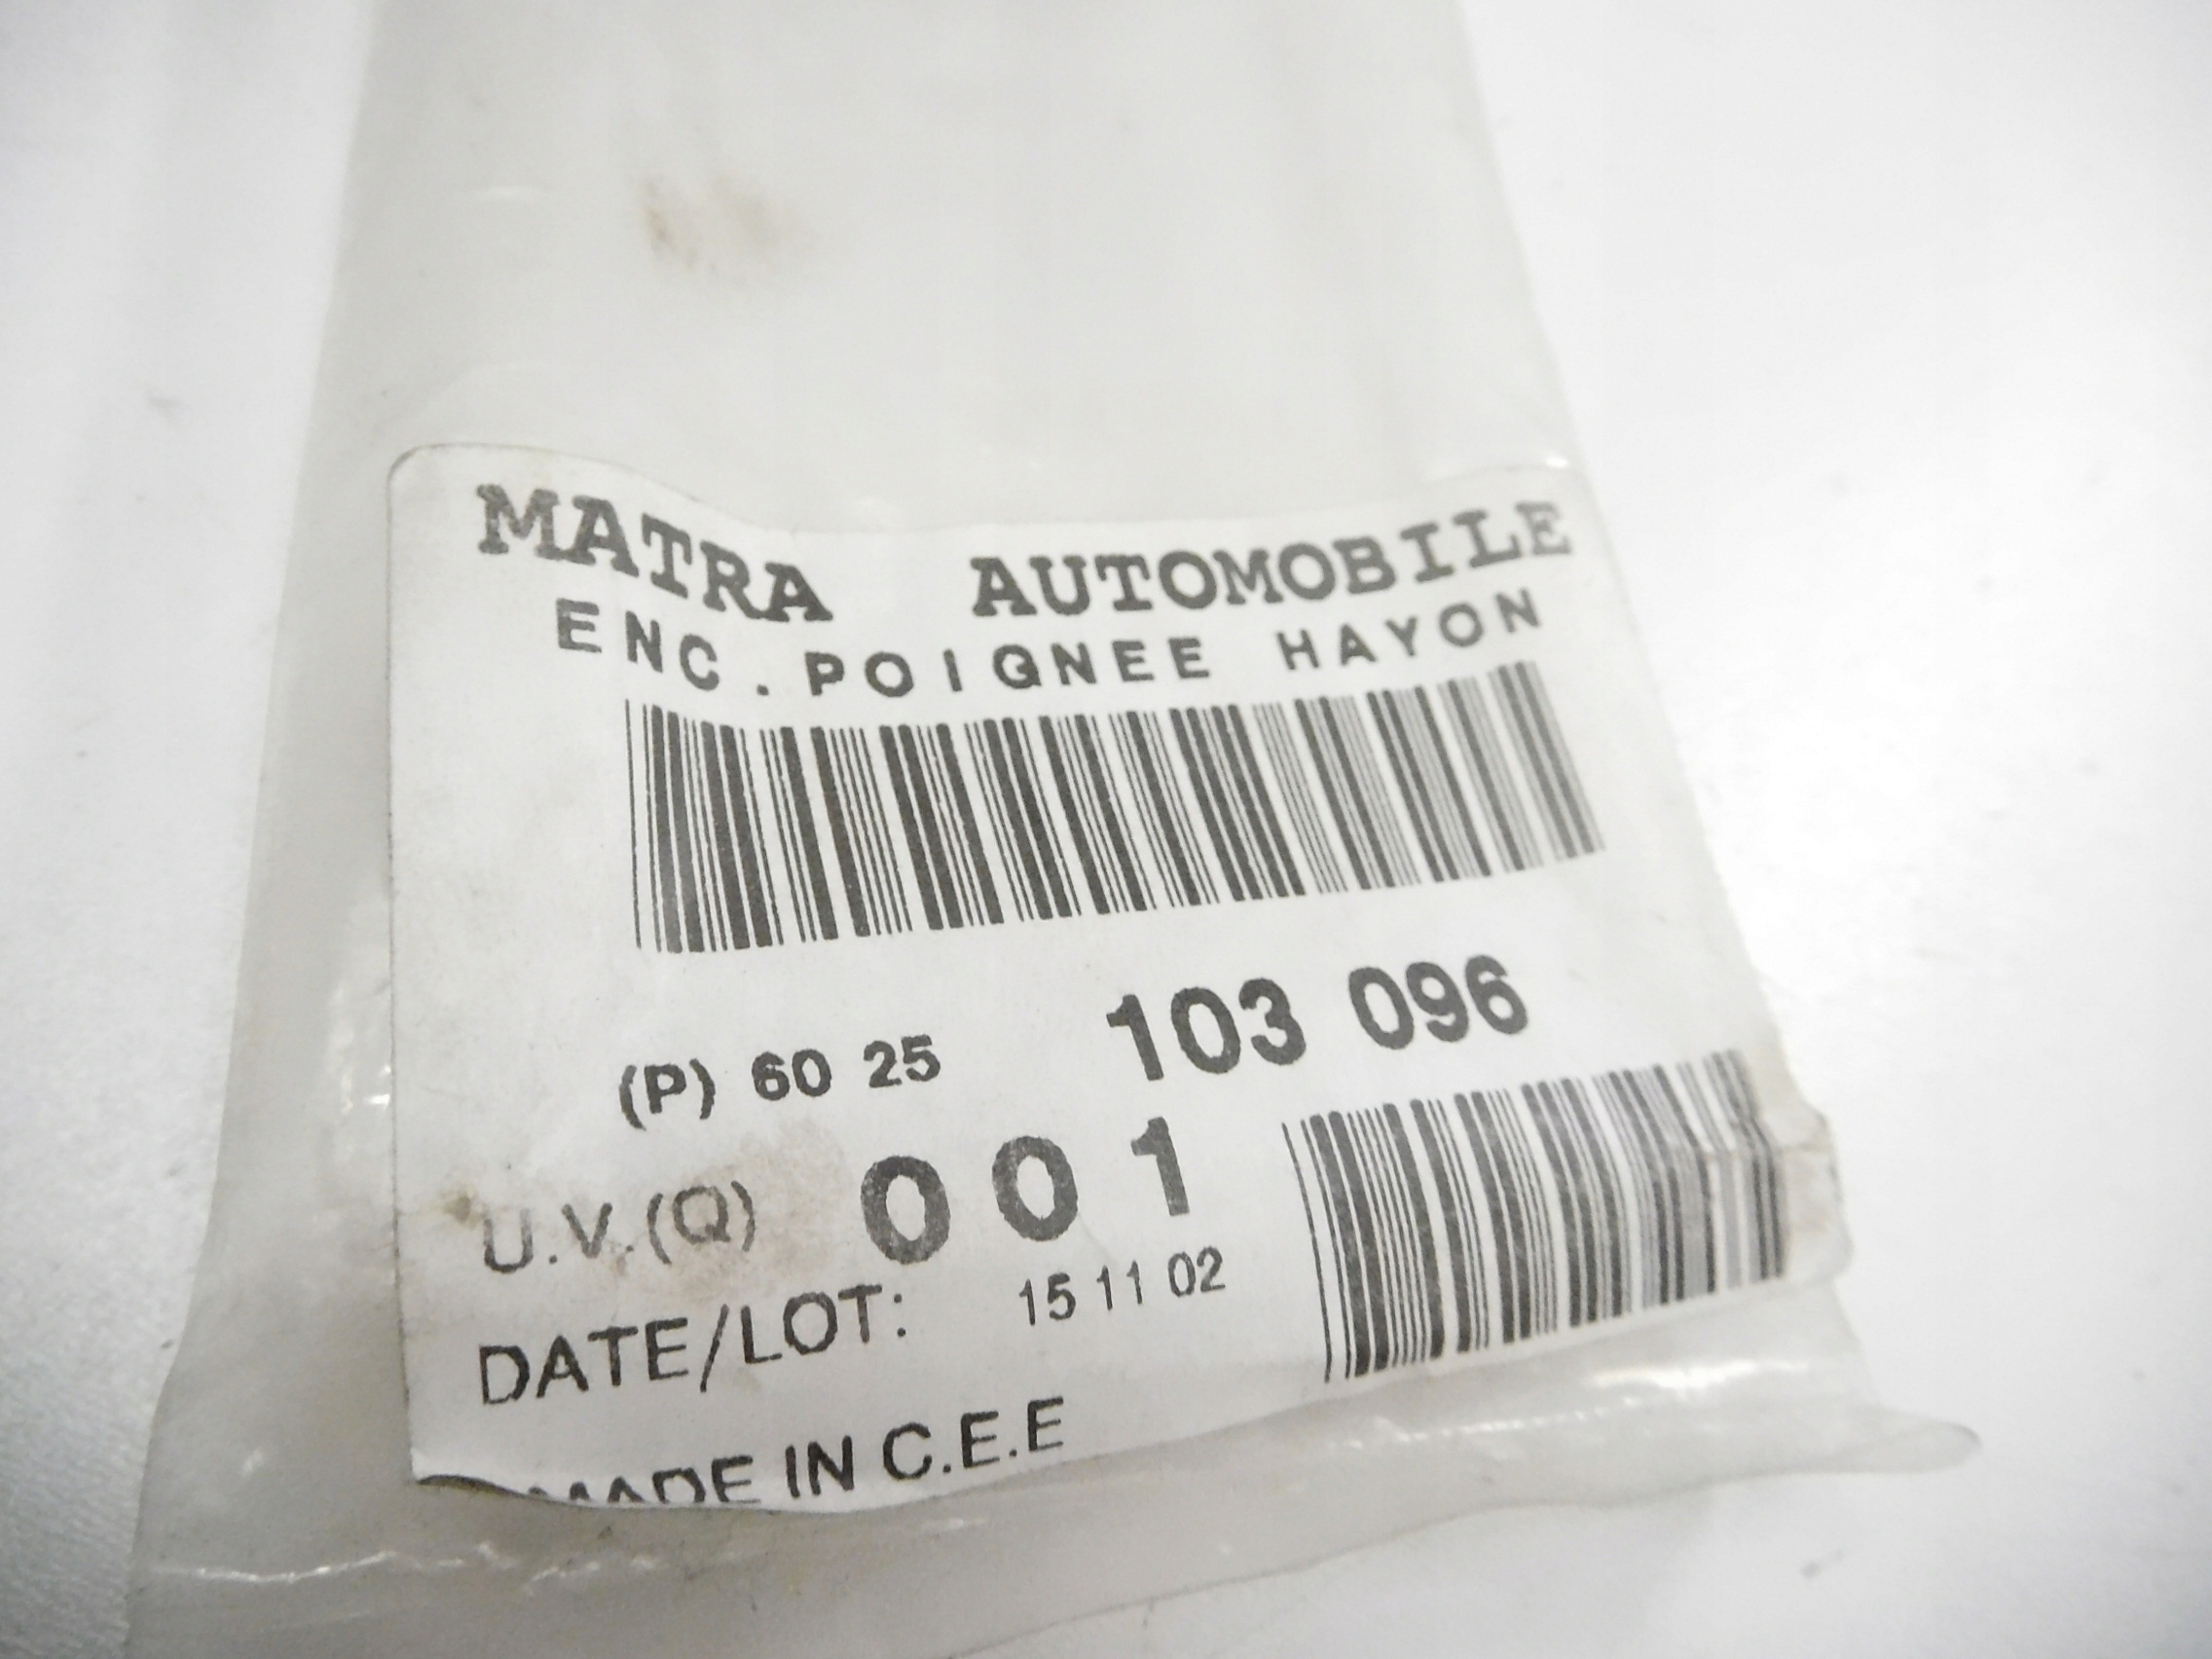 MATRA AUTOMOBILE
ENC.POIGNEE HAYON
(P) 60 25 103 096
U.V.(Q) 001
DATE/LOT: 15 11 02
MADE IN C.E.E